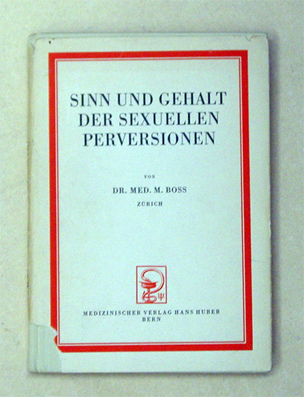 SINN UND GEHALT
DER SEXUELLEN
PERVERSIONEN
VON
DR. MED. M. BOSS
ZÜRICH
MEDIZINISCHER VERLAG HANS HUBER
BERN